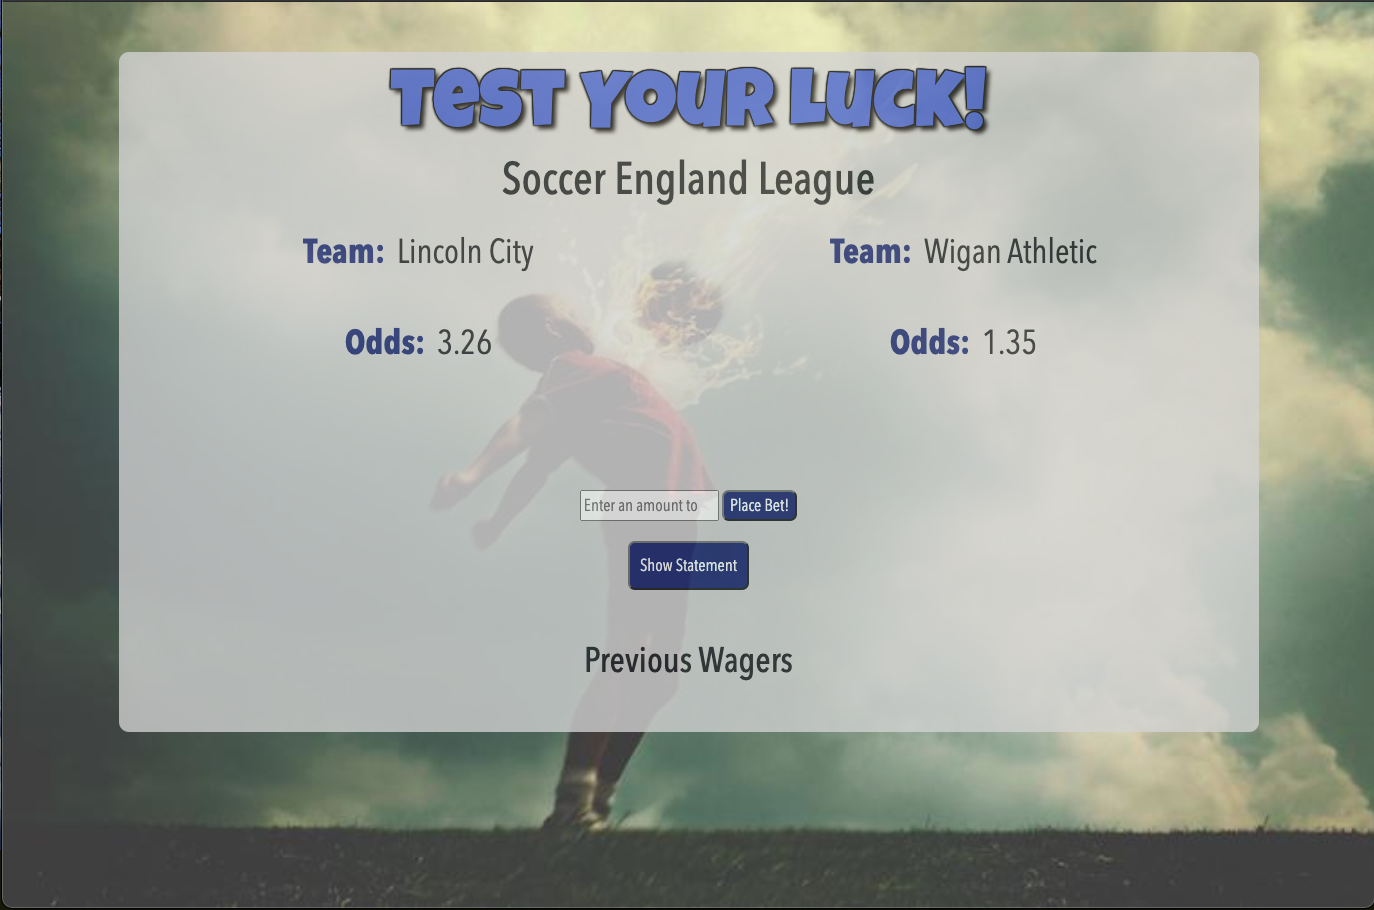 Test Your Luck!
Soccer England League
Team: Lincoln City
Team: Wigan Athletic
Odds: 3.26
Odds: 1.35
Enter an amount to
Place Bet!
Show Statement
Previous Wagers